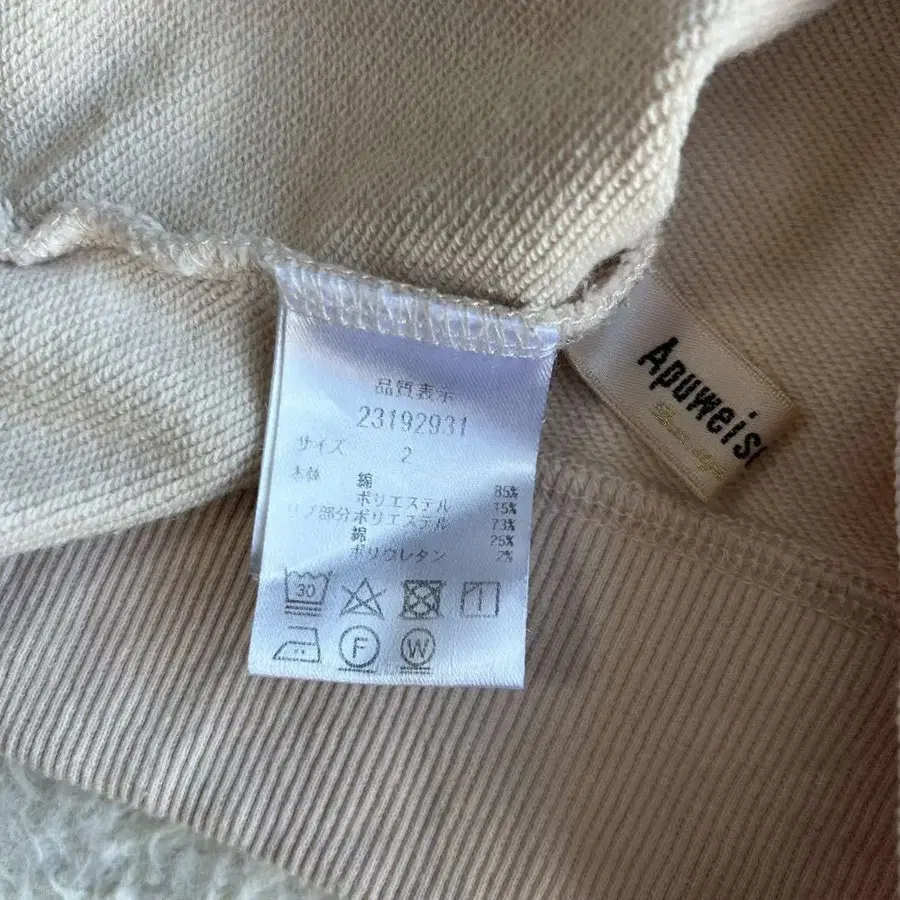 品質表示
23192931
サイズ 2
本体 綿 85%
ポリエステル 15%
リブ部分 ポリエステル 73%
綿 25%
ポリウレタン 2%
30
F
W
Apuweis